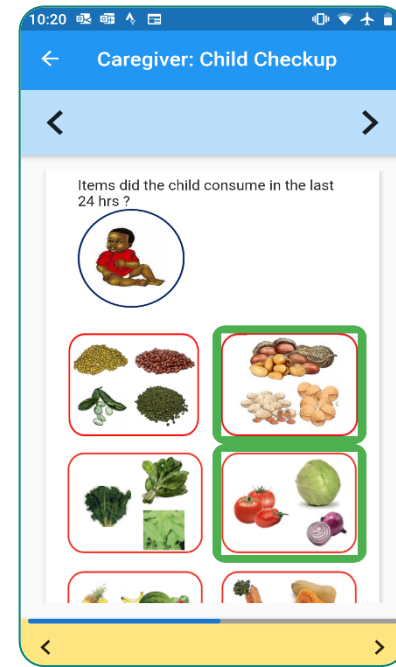 10:20
Caregiver: Child Checkup
Items did the child consume in the last
24 hrs ?